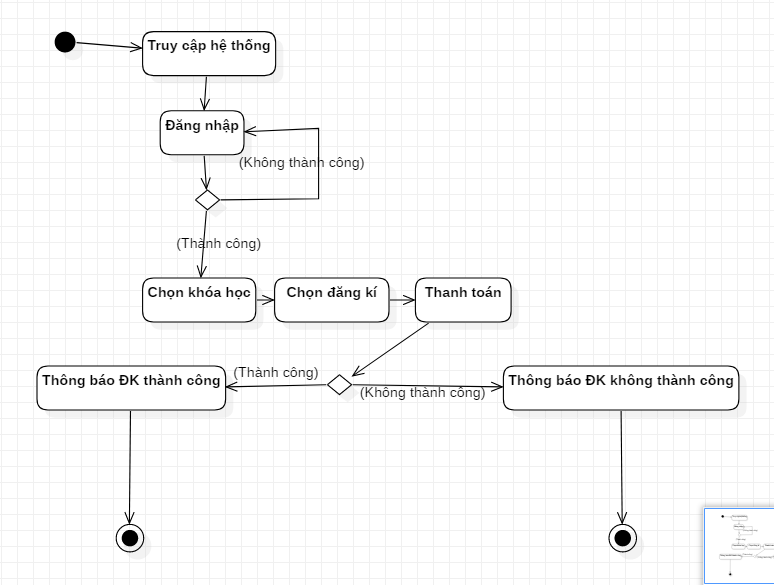 Truy cập hệ thống
Đăng nhập
(Không thành công)
(Thành công)
Chọn khóa học
Chọn đăng kí
Thanh toán
Thông báo ĐK thành công
(Thành công)
(Không thành công)
Thông báo ĐK không thành công